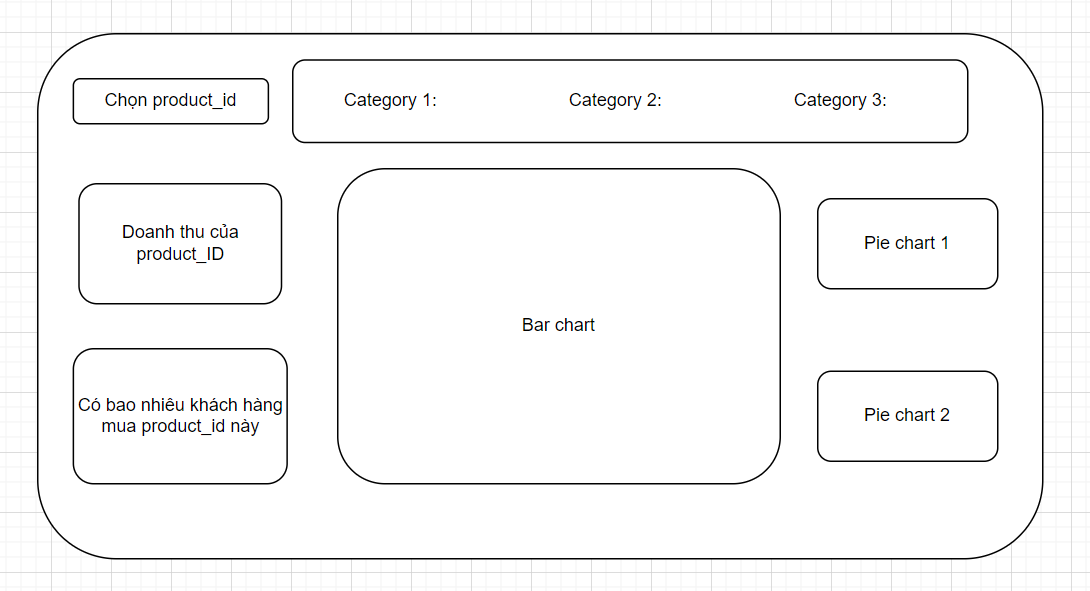 Chọn product_id
Category 1:
Category 2:
Category 3:
Doanh thu của
product_ID
Có bao nhiêu khách hàng
mua product_id này
Bar chart
Pie chart 1
Pie chart 2